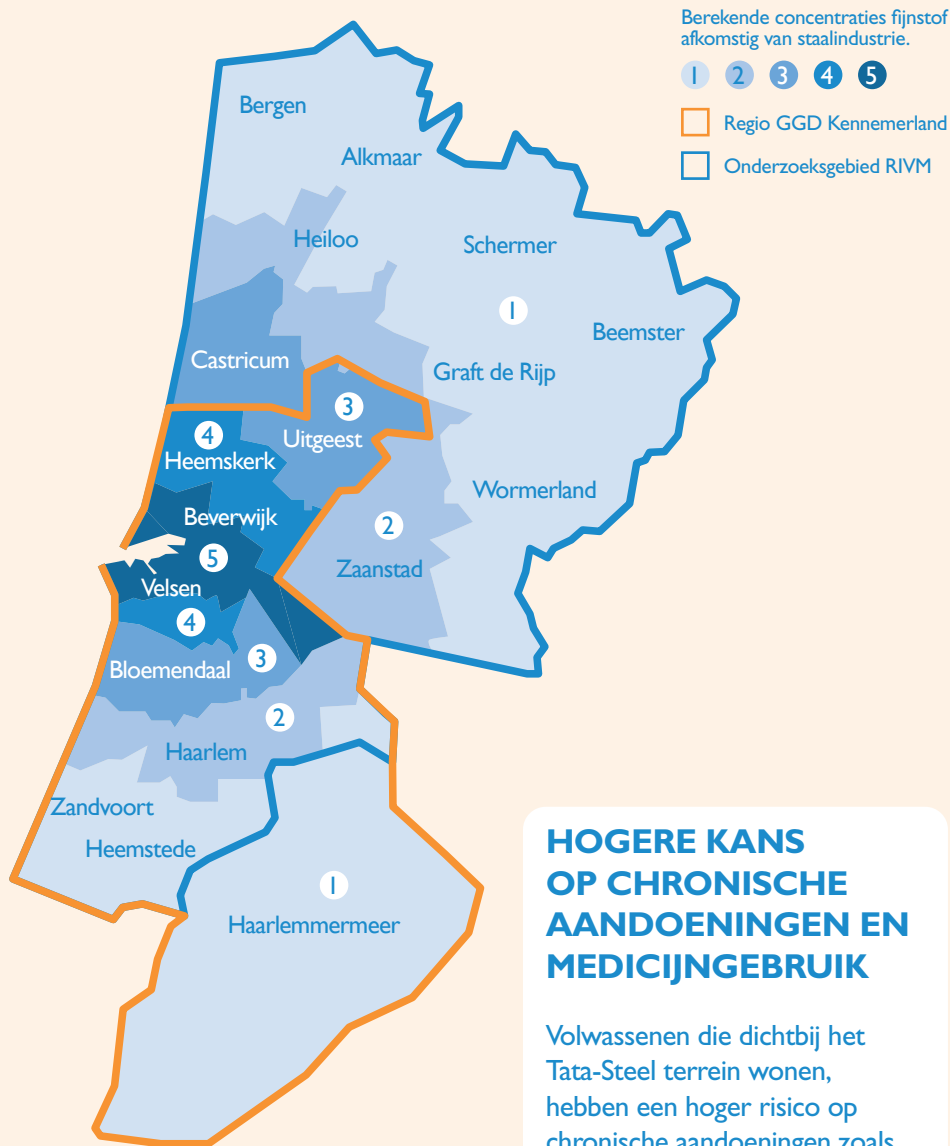 Berekende concentraties fijnstof
afkomstig van staalindustrie.
1 2 3 4 5
Regio GGD Kennemerland
Onderzoeksgebied RIVM
Bergen
Alkmaar
Heiloo
Schermer
1
Beemster
Castricum
Graft de Rijp
3
4
Uitgeest
Heemskerk
Wormerland
Beverwijk
2
5
Zaanstad
Velsen
4
3
Bloemendaal
2
Haarlem
Zandvoort
Heemstede
1
Haarlemmermeer
HOGERE KANS
OP CHRONISCHE
AANDOENINGEN EN
MEDICIJNGEBRUIK
Volwassenen die dichtbij het
Tata-Steel terrein wonen,
hebben een hoger risico op
chronische aandoeningen zoals